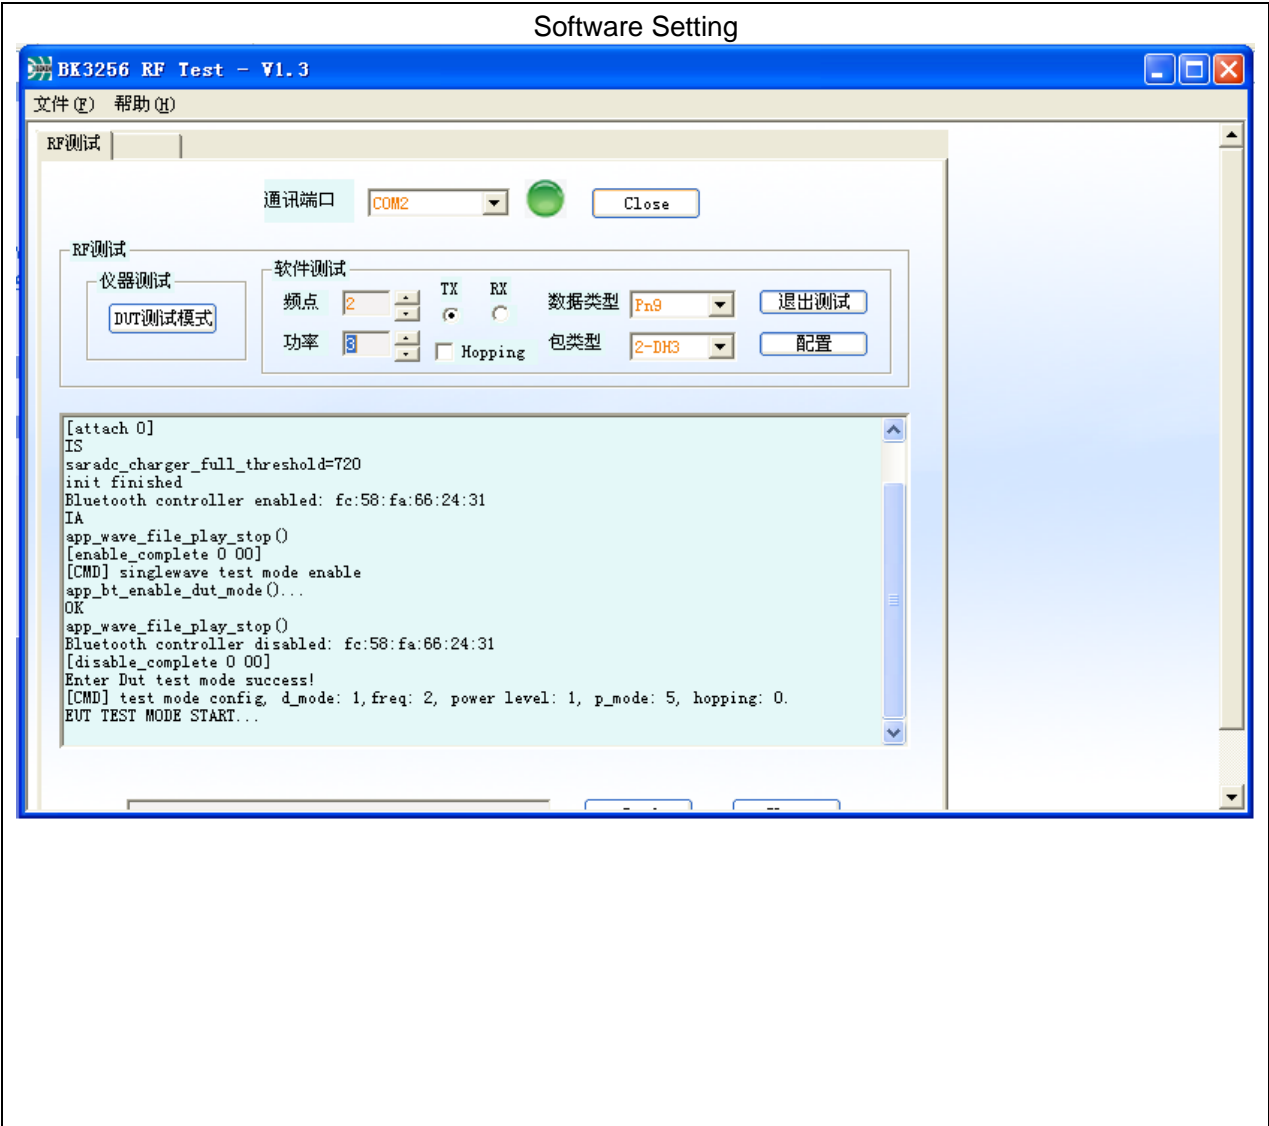 Software Setting
BK3256 RF Test - V1.3
文件(F) 帮助(H)
RF测试
通讯端口 COM2 Close
RF测试
仪器测试 软件测试
频点 2 TX RX 数据类型 Pn9 退出测试
DUT测试模式
功率 3 Hopping 包类型 2-DH3 配置
[attach 0]
IS
saradc_charger_full_threshold=720
init finished
Bluetooth controller enabled: fc:58:fa:66:24:31
IA
app_wave_file_play_stop()
[enable_complete 0 00]
[CMD] singlewave test mode enable
app_bt_enable_dut_mode()...
OK
app_wave_file_play_stop()
Bluetooth controller disabled: fc:58:fa:66:24:31
[disable_complete 0 00]
Enter Dut test mode success!
[CMD] test mode config, d_mode: 1,freq: 2, power level: 1, p_mode: 5, hopping: 0.
EUT TEST MODE START...